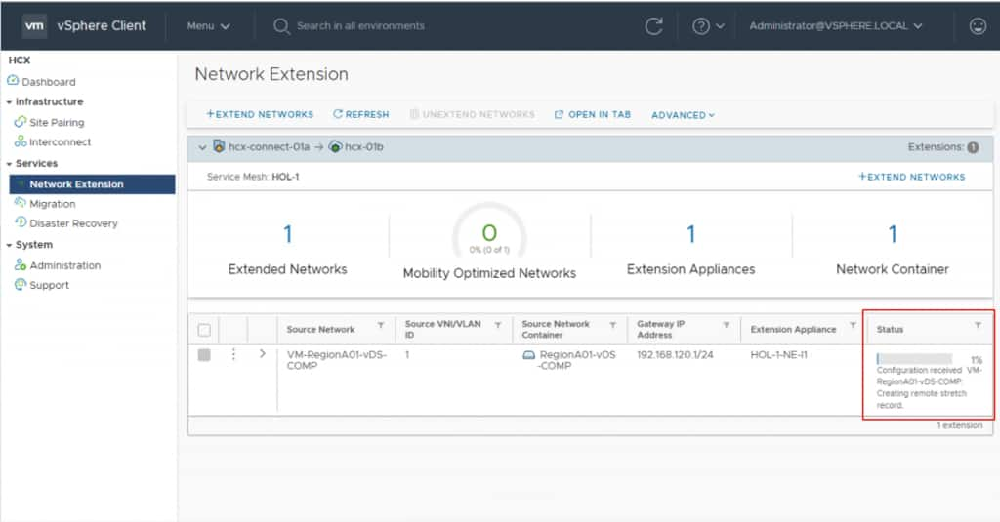 vm vSphere Client Menu Search in all environments Administrator@VSPHERE.LOCAL
HCX
Dashboard
Infrastructure
Site Pairing
Interconnect
Services
Network Extension
Migration
Disaster Recovery
System
Administration
Support
Network Extension
+EXTEND NETWORKS REFRESH UNEXTEND NETWORKS OPEN IN TAB ADVANCED
hcx-connect-01a → hcx-01b Extensions: 1
Service Mesh: HOL-1 +EXTEND NETWORKS
1
Extended Networks
0
0% (0 of 1)
Mobility Optimized Networks
1
Extension Appliances
1
Network Container
Source Network
Source VNI/VLAN
ID
Source Network
Container
Gateway IP
Address
Extension Appliance
Status
VM-RegionA01-vDS-
COMP
1
RegionA01-vDS
-COMP
192.168.120.1/24
HOL-1-NE-I1
1%
Configuration received VM-
RegionA01-vDS-COMP.
Creating remote stretch
record.
1 extension